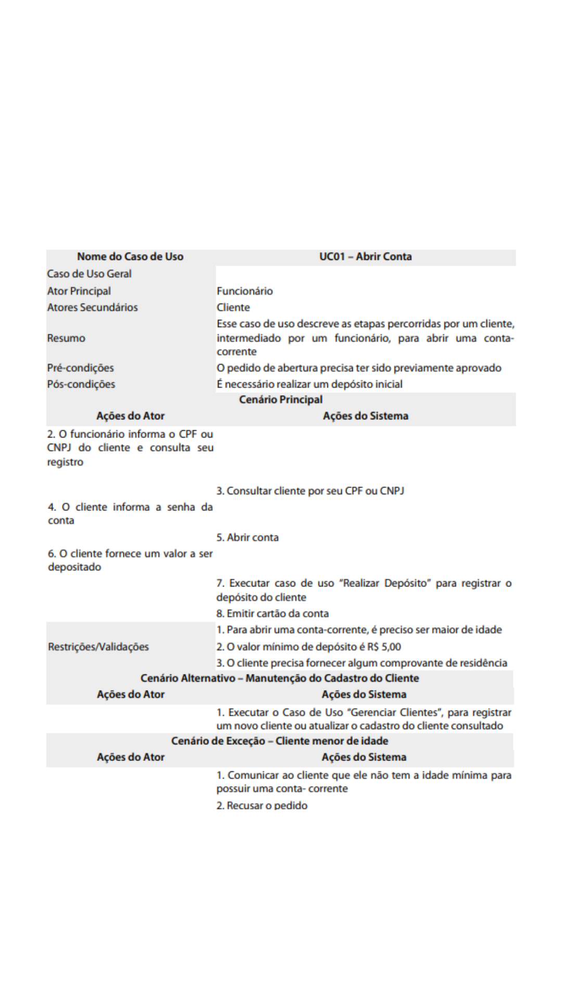 Nome do Caso de Uso UC01 – Abrir Conta
Caso de Uso Geral
Ator Principal Funcionário
Atores Secundários Cliente
Resumo Esse caso de uso descreve as etapas percorridas por um cliente,
intermediado por um funcionário, para abrir uma conta-
corrente
Pré-condições O pedido de abertura precisa ter sido previamente aprovado
Pós-condições É necessário realizar um depósito inicial
Cenário Principal
Ações do Ator Ações do Sistema
2. O funcionário informa o CPF ou
CNPJ do cliente e consulta seu
registro
3. Consultar cliente por seu CPF ou CNPJ
4. O cliente informa a senha da
conta
5. Abrir conta
6. O cliente fornece um valor a ser
depositado
7. Executar caso de uso “Realizar Depósito” para registrar o
depósito do cliente
8. Emitir cartão da conta
Restrições/Validações
1. Para abrir uma conta-corrente, é preciso ser maior de idade
2. O valor mínimo de depósito é R$ 5,00
3. O cliente precisa fornecer algum comprovante de residência
Cenário Alternativo – Manutenção do Cadastro do Cliente
Ações do Ator Ações do Sistema
1. Executar o Caso de Uso “Gerenciar Clientes”, para registrar
um novo cliente ou atualizar o cadastro do cliente consultado
Cenário de Exceção – Cliente menor de idade
Ações do Ator Ações do Sistema
1. Comunicar ao cliente que ele não tem a idade mínima para
possuir uma conta- corrente
2. Recusar o pedido